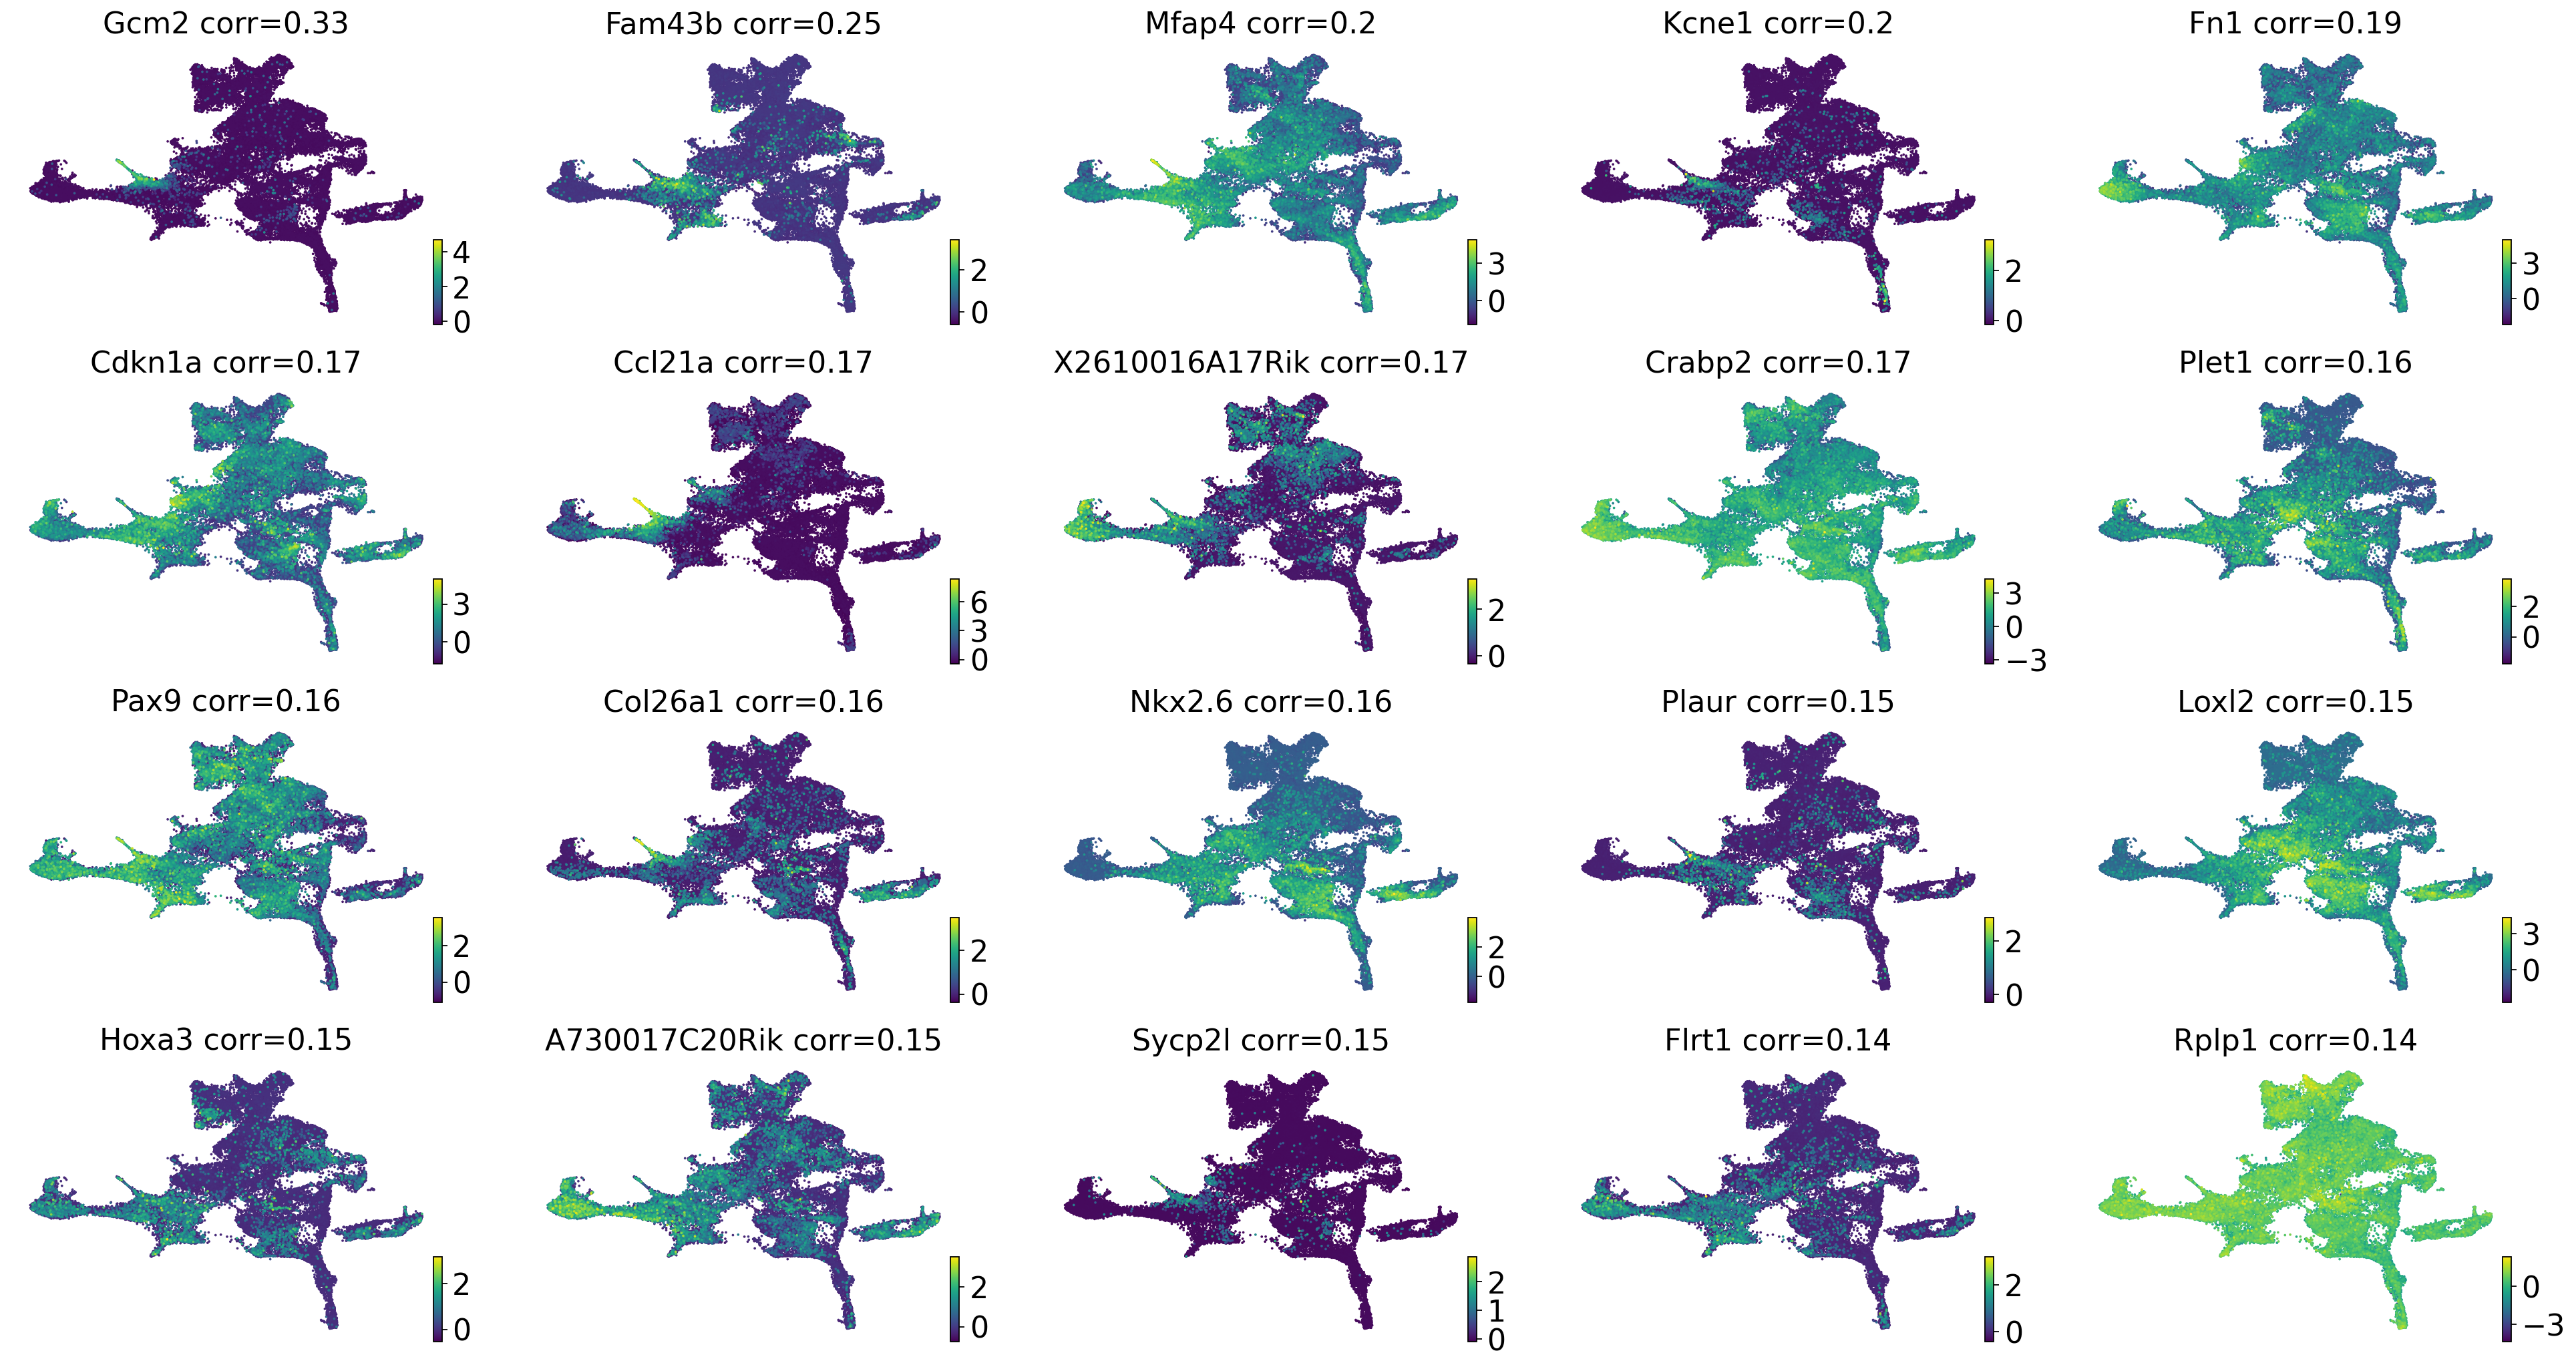 Gcm2 corr=0.33
Fam43b corr=0.25
Mfap4 corr=0.2
Kcne1 corr=0.2
Fn1 corr=0.19
4
2
0
2
0
3
0
2
0
3
0
Cdkn1a corr=0.17
Ccl21a corr=0.17
X2610016A17Rik corr=0.17
Crabp2 corr=0.17
Plet1 corr=0.16
3
0
6
3
0
2
0
3
0
−3
2
0
Pax9 corr=0.16
Col26a1 corr=0.16
Nkx2.6 corr=0.16
Plaur corr=0.15
Loxl2 corr=0.15
2
0
2
0
2
0
2
0
3
0
Hoxa3 corr=0.15
A730017C20Rik corr=0.15
Sycp2l corr=0.15
Flrt1 corr=0.14
Rplp1 corr=0.14
2
0
2
0
2
1
0
2
0
0
−3